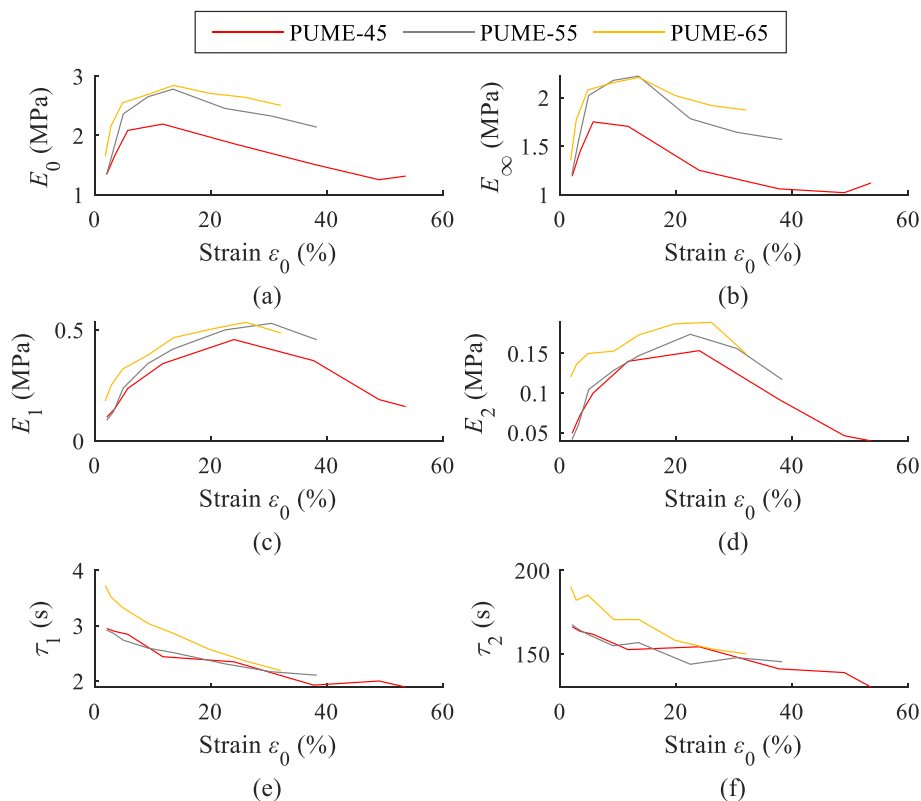 PUME-45 PUME-55 PUME-65
3
2
1
E0 (MPa)
0 20 40 60
Strain ε0 (%)
(a)
2
1.5
1
E∞ (MPa)
0 20 40 60
Strain ε0 (%)
(b)
0.5
0
E1 (MPa)
0 20 40 60
Strain ε0 (%)
(c)
0.15
0.1
0.05
E2 (MPa)
0 20 40 60
Strain ε0 (%)
(d)
4
3
2
τ1 (s)
0 20 40 60
Strain ε0 (%)
(e)
200
150
τ2 (s)
0 20 40 60
Strain ε0 (%)
(f)